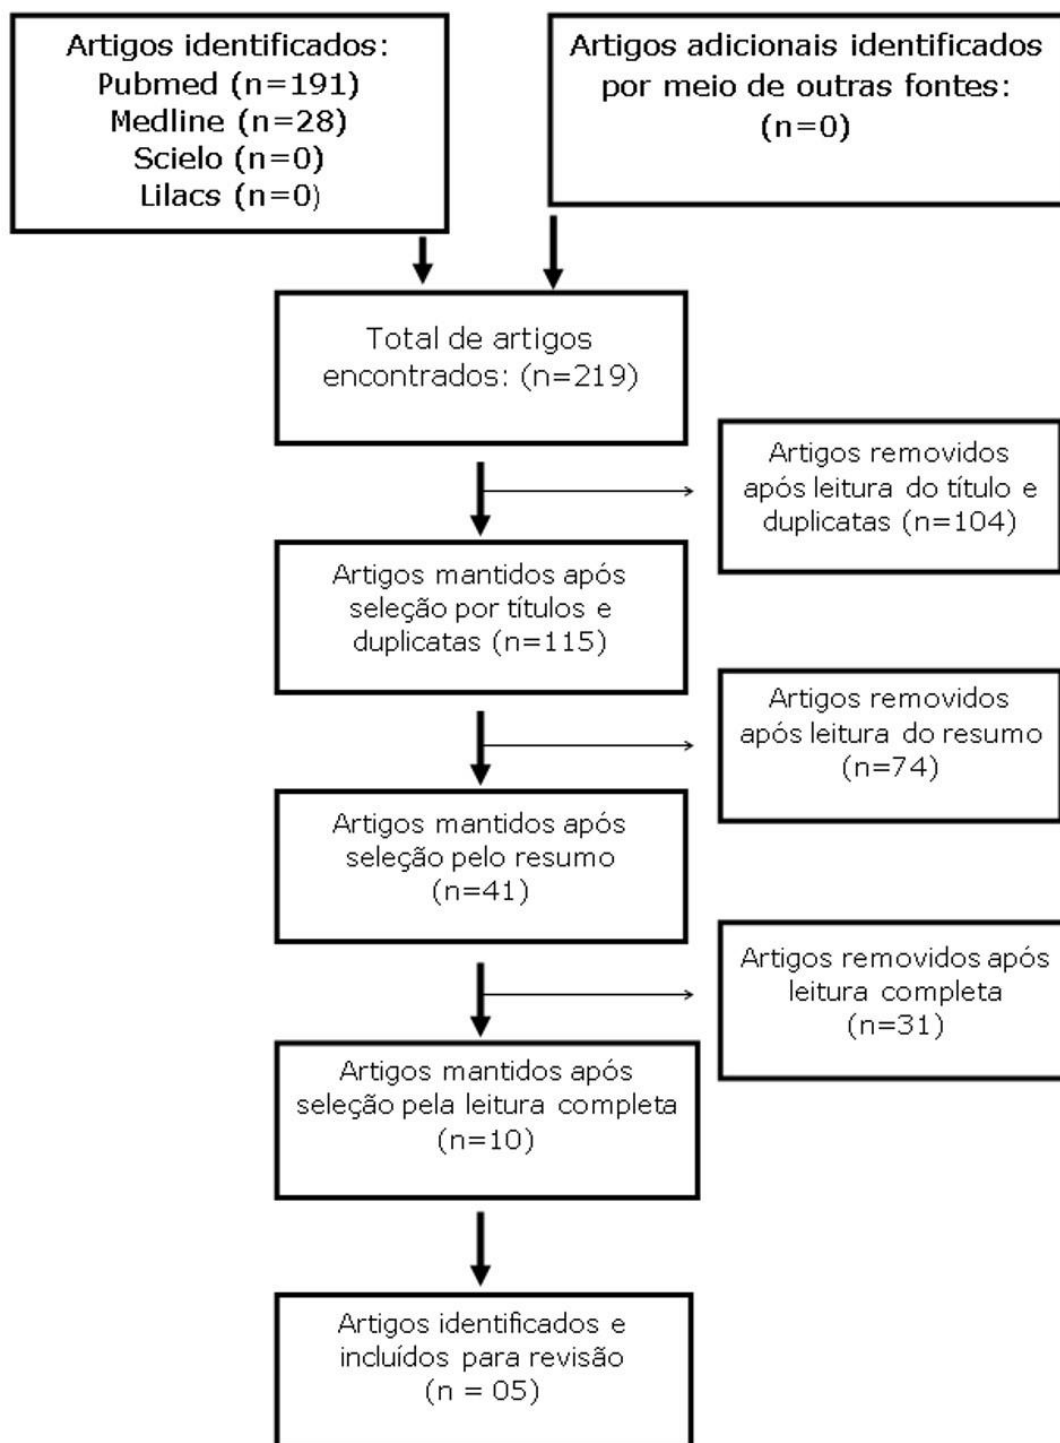 Artigos identificados:
Pubmed (n=191)
Medline (n=28)
Scielo (n=0)
Lilacs (n=0)
Artigos adicionais identificados
por meio de outras fontes:
(n=0)
Total de artigos
encontrados: (n=219)
Artigos removidos
após leitura do título e
duplicatas (n=104)
Artigos mantidos após
seleção por títulos e
duplicatas (n=115)
Artigos removidos
após leitura do resumo
(n=74)
Artigos mantidos após
seleção pelo resumo
(n=41)
Artigos removidos após
leitura completa
(n=31)
Artigos mantidos após
seleção pela leitura completa
(n=10)
Artigos identificados e
incluídos para revisão
(n = 05)